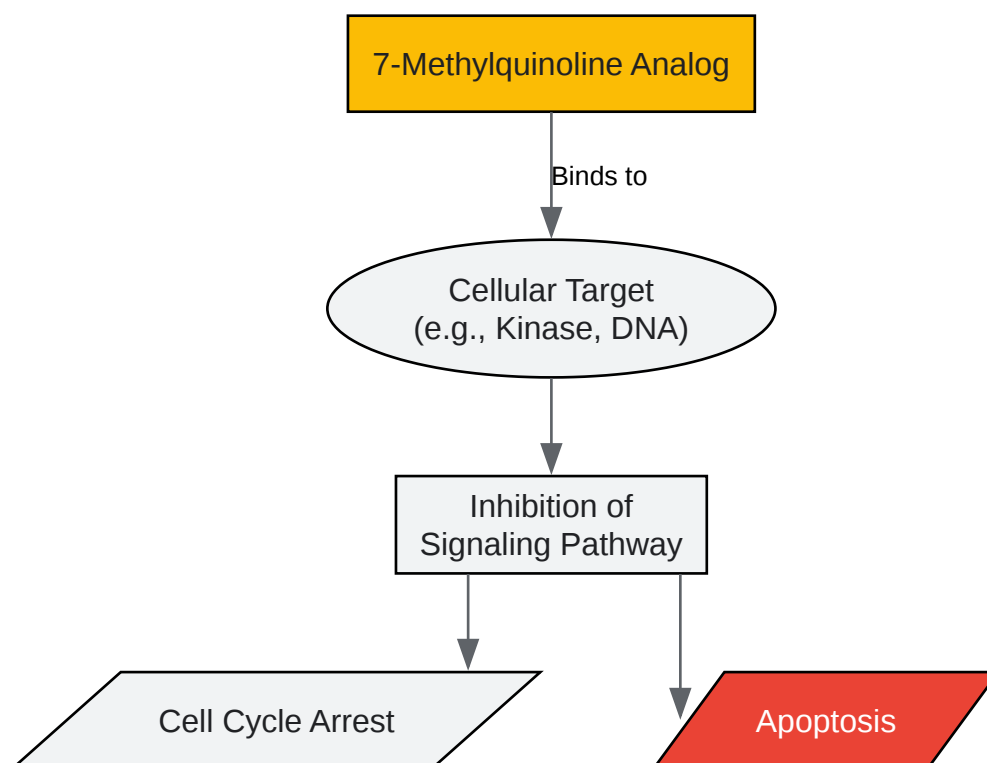 7-Methylquinoline Analog
Binds to
Cellular Target
(e.g., Kinase, DNA)
Inhibition of
Signaling Pathway
Cell Cycle Arrest
Apoptosis